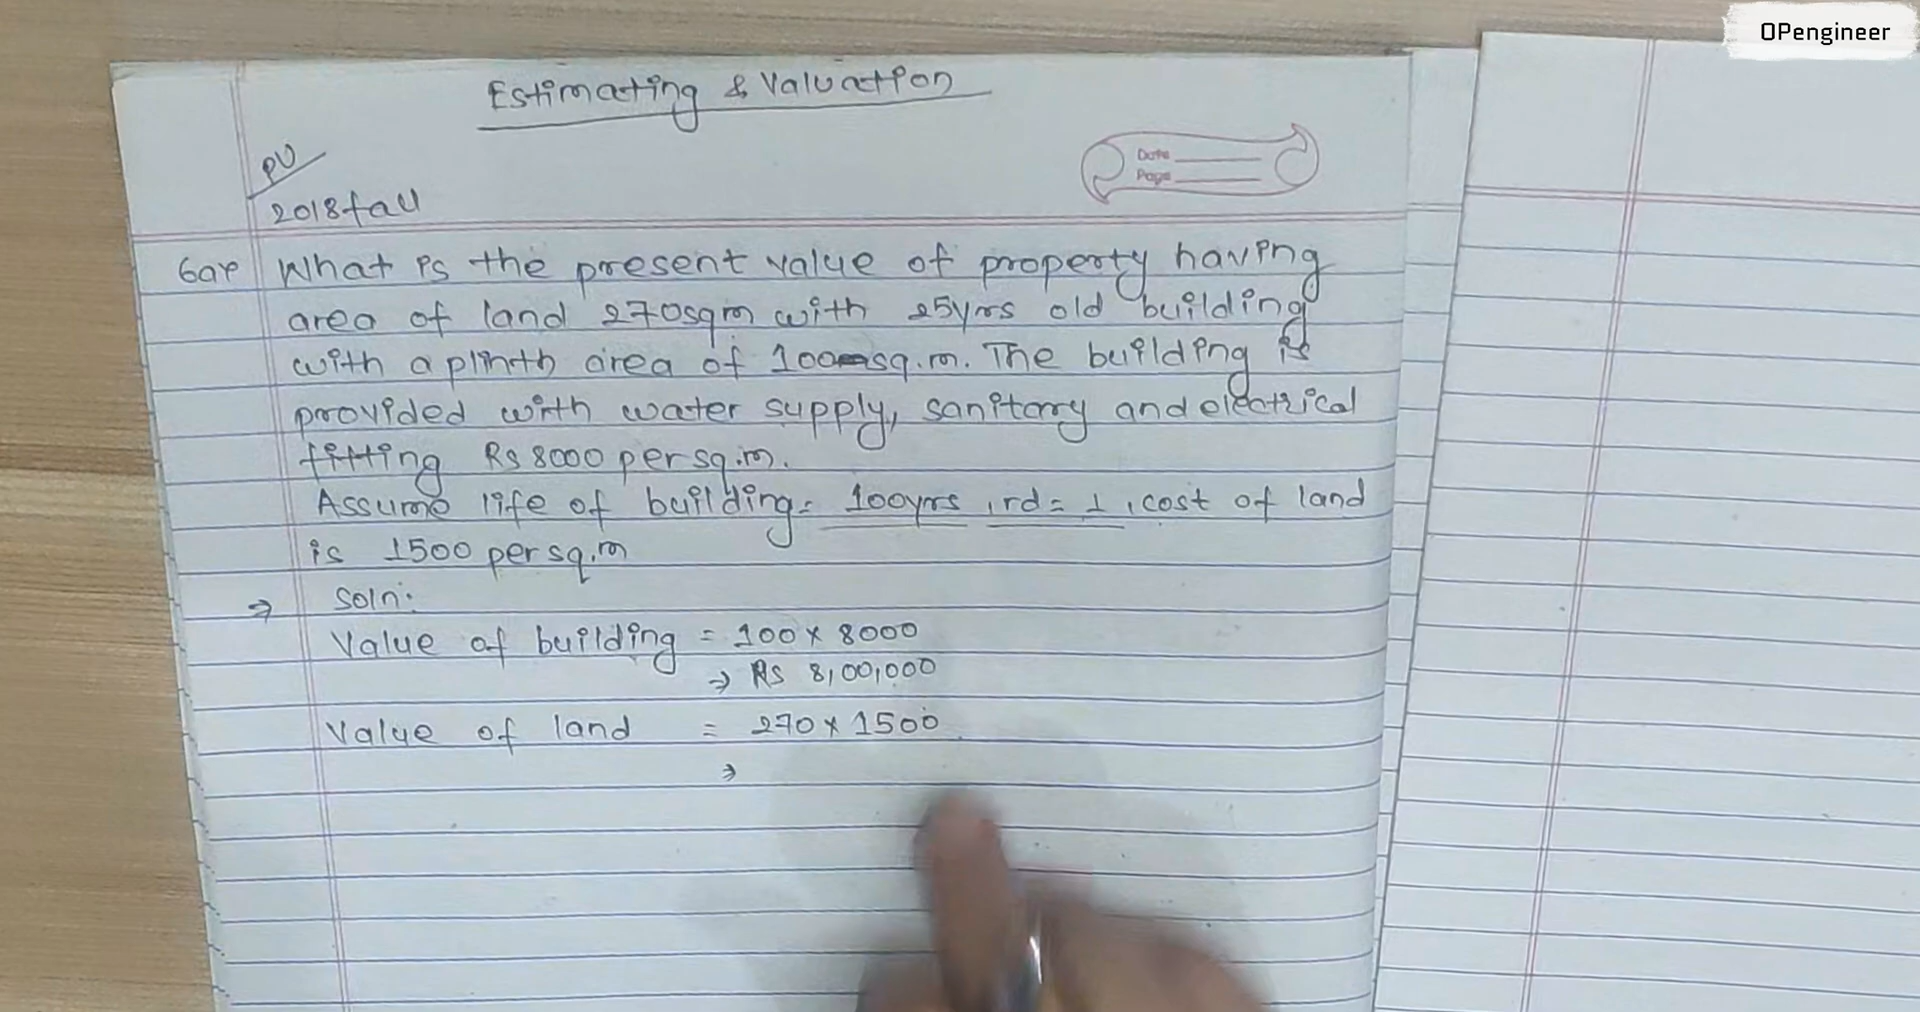 OPengineer
Estimating & Valuation
PU
2018 fall
Date
Page
What is the present value of property having
area of land 270sqm with 25yrs old building
with a plinth area of 100sq.m. The building is
provided with water supply, sanitary and electrical
fitting Rs 8000 per sq.m.
Assume life of building = 100yrs, rd = 1, cost of land
is 1500 per sq.m
⇒ Soln:
Value of building = 100 × 8000
⇒ Rs 8,00,000
Value of land = 270 × 1500
⇒